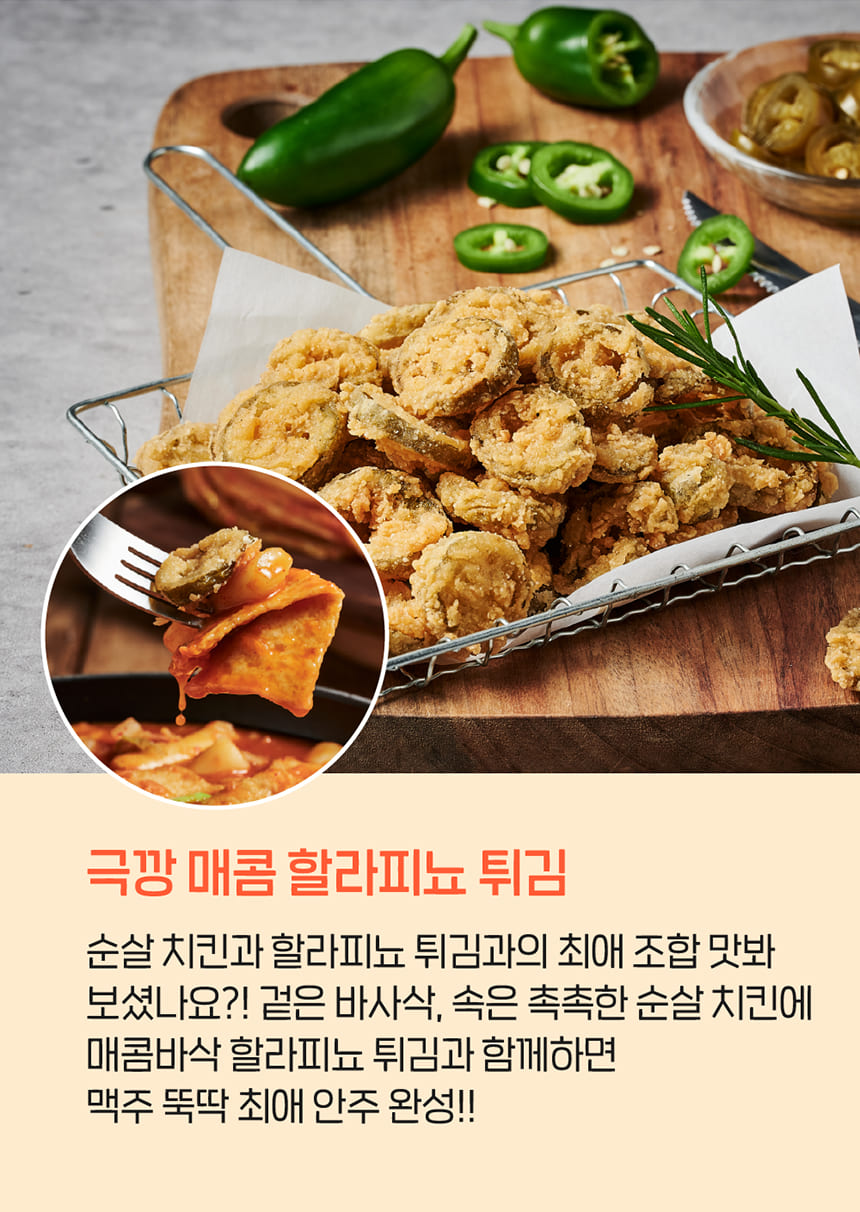 극깡 매콤 할라피뇨 튀김
순살 치킨과 할라피뇨 튀김과의 최애 조합 맛봐
보셨나요?! 겉은 바사삭, 속은 촉촉한 순살 치킨에
매콤바삭 할라피뇨 튀김과 함께하면
맥주 뚝딱 최애 안주 완성!!